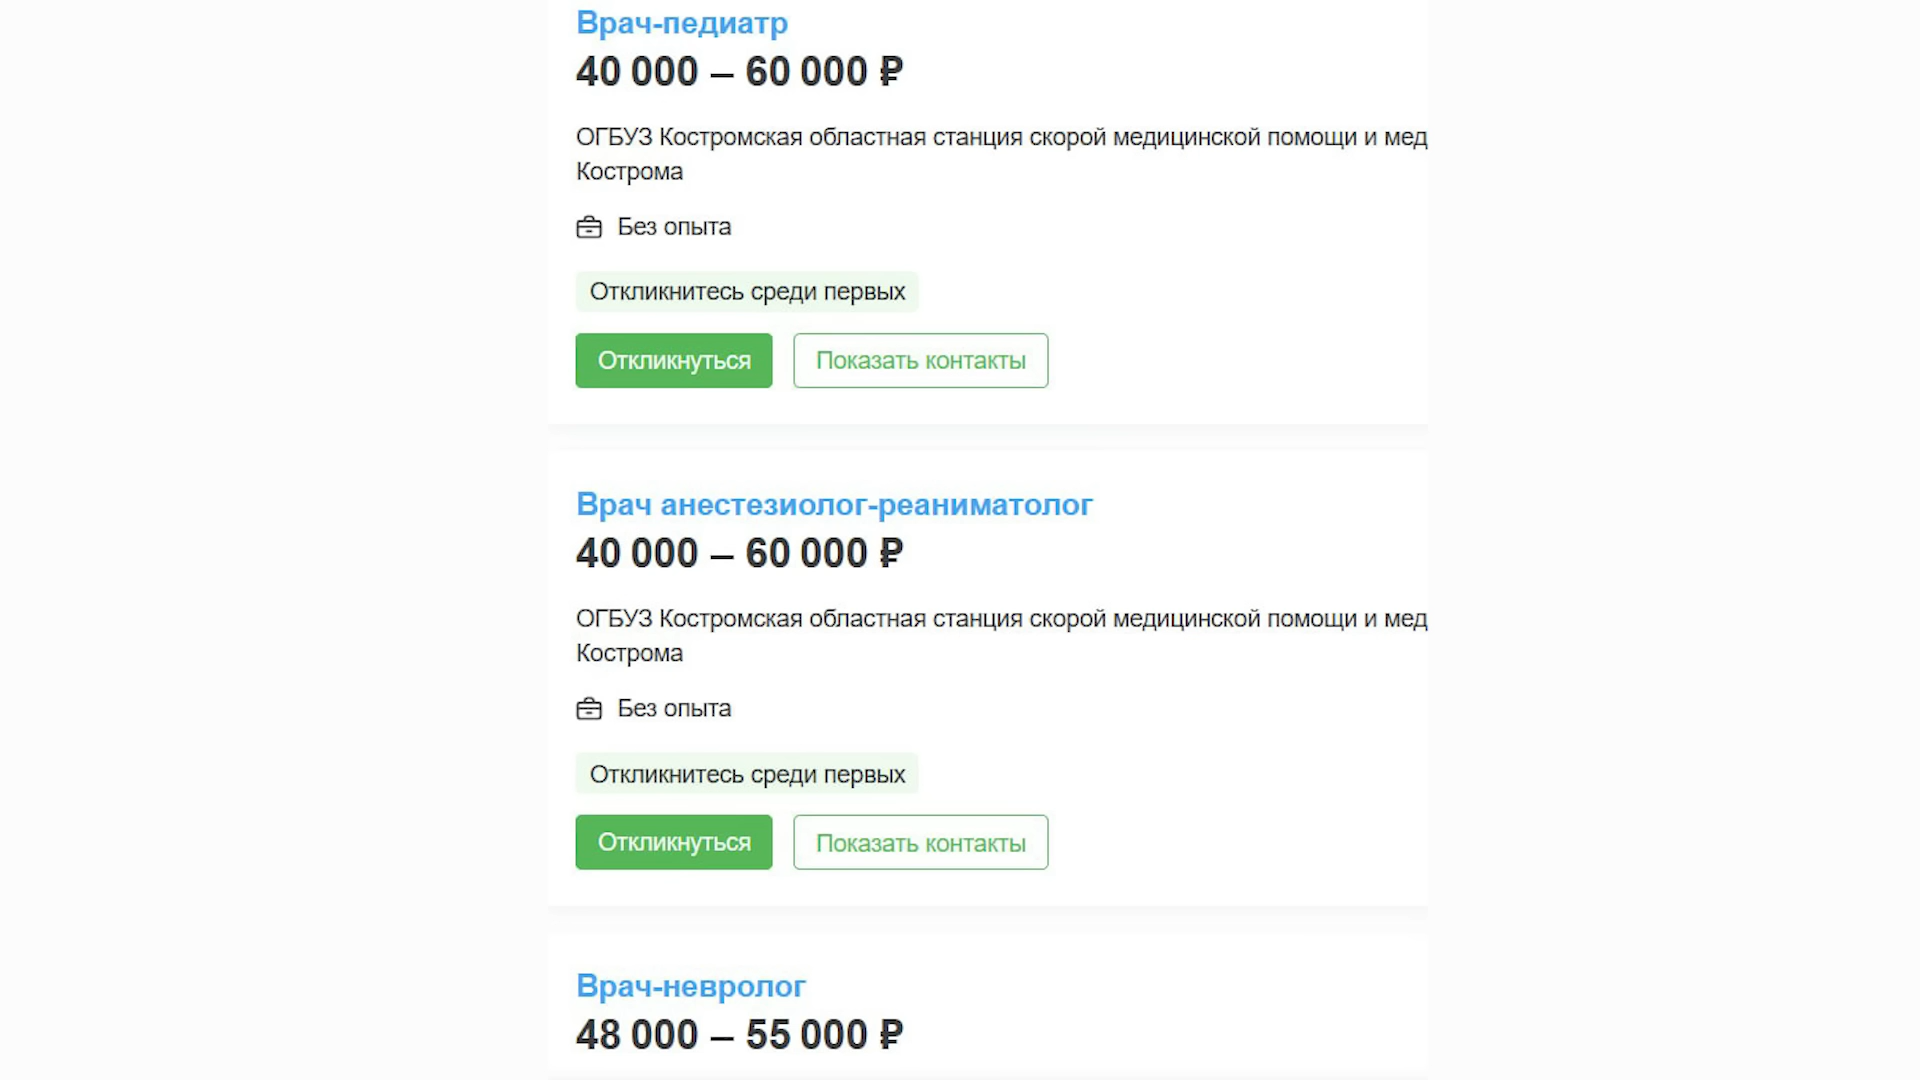 Врач-педиатр
40 000 – 60 000 ₽
ОГБУЗ Костромская областная станция скорой медицинской помощи и мед
Кострома
Без опыта
Откликнитесь среди первых
Откликнуться
Показать контакты
Врач анестезиолог-реаниматолог
40 000 – 60 000 ₽
ОГБУЗ Костромская областная станция скорой медицинской помощи и мед
Кострома
Без опыта
Откликнитесь среди первых
Откликнуться
Показать контакты
Врач-невролог
48 000 – 55 000 ₽